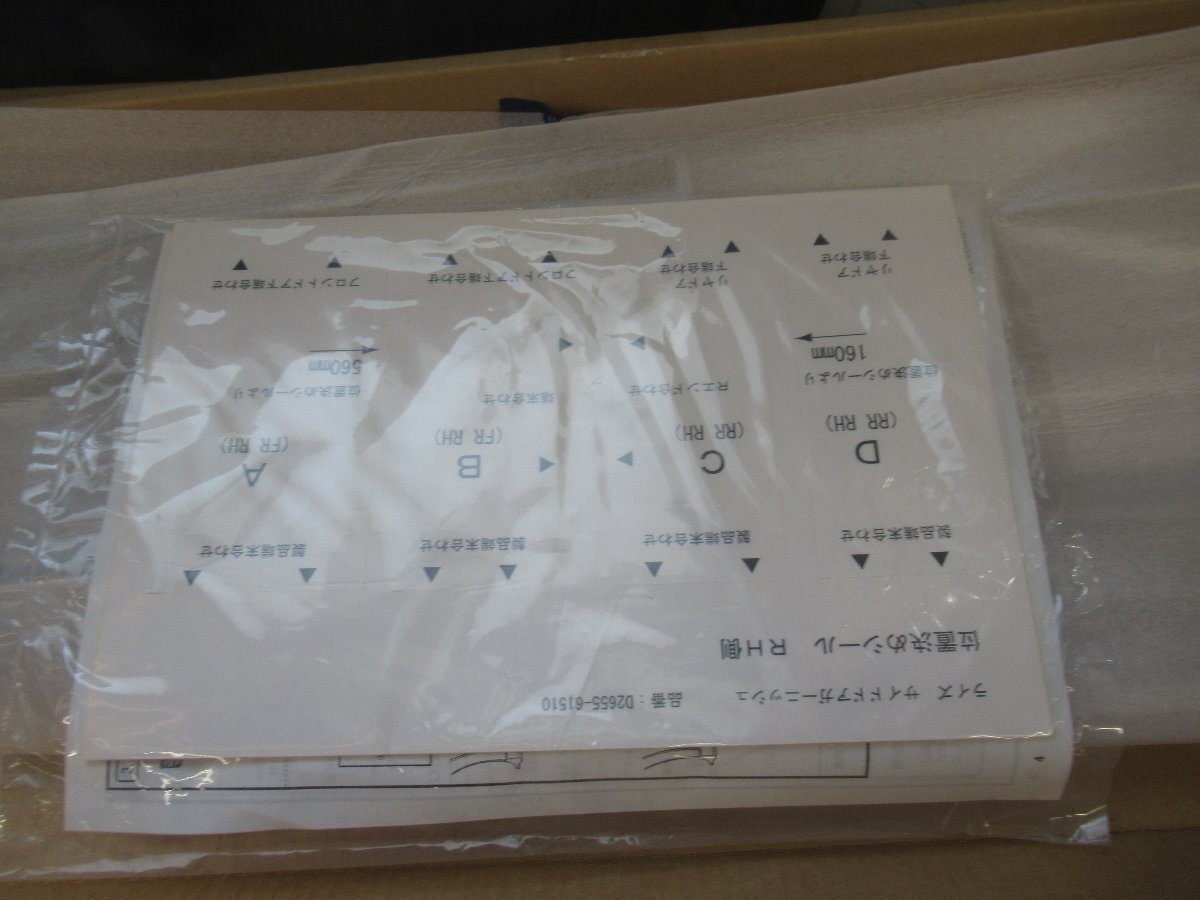 ライズ サイドドアガーニッシュ 品番：D2655-61510
位置決めシール RH側
製品端末合わせ
製品端末合わせ
製品端末合わせ
製品端末合わせ
D
(RR RH)
位置決めシールより
160mm
リヤドア
下端合わせ
C
(RR RH)
Rエンド合わせ
リヤドア
下端合わせ
B
(FR RH)
端末合わせ
フロントドア下端合わせ
A
(FR RH)
位置決めシールより
560mm
フロントドア下端合わせ
4